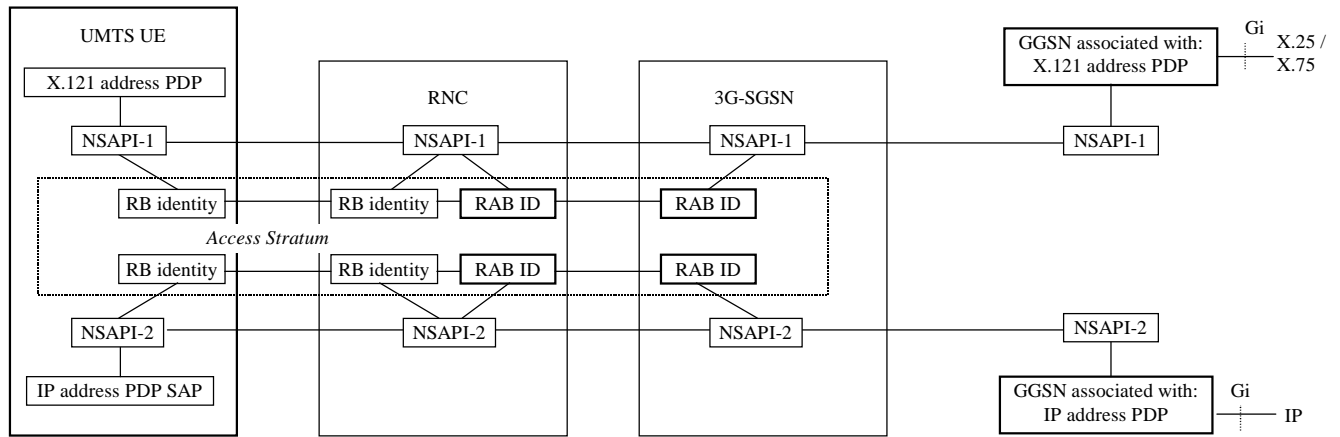 UMTS UE
GGSN associated with:
X.121 address PDP
Gi
X.25 /
X.75
X.121 address PDP
RNC
3G-SGSN
NSAPI-1
NSAPI-1
NSAPI-1
NSAPI-1
RB identity
RB identity
RAB ID
RAB ID
Access Stratum
RB identity
RB identity
RAB ID
RAB ID
NSAPI-2
NSAPI-2
NSAPI-2
NSAPI-2
IP address PDP SAP
GGSN associated with:
IP address PDP
Gi
IP